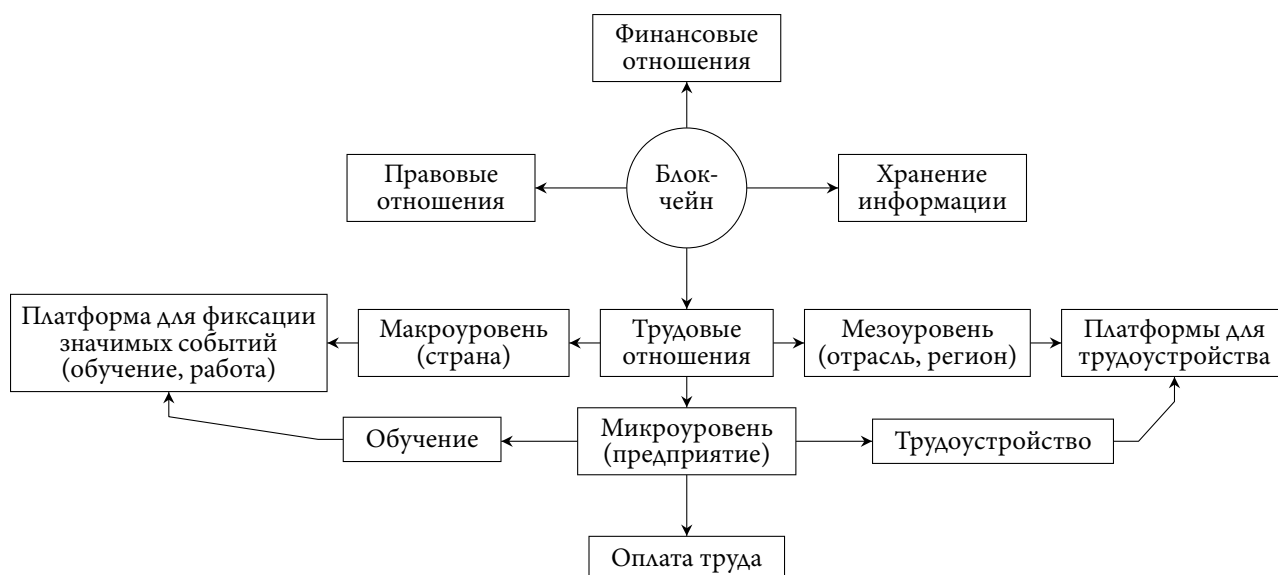 Финансовые
отношения
Правовые
отношения
Блок-
чейн
Хранение
информации
Платформа для фиксации
значимых событий
(обучение, работа)
Макроуровень
(страна)
Трудовые
отношения
Мезоуровень
(отрасль, регион)
Платформы для
трудоустройства
Обучение
Микроуровень
(предприятие)
Трудоустройство
Оплата труда